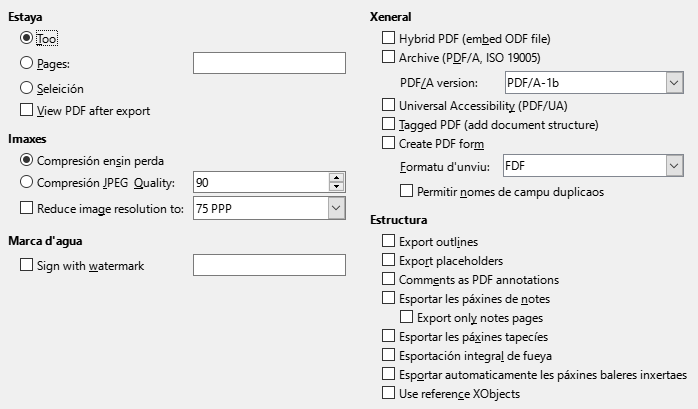 Estaya
Too
Pages:
Seleición
View PDF after export
Imaxes
Compresión ensin perda
Compresión JPEG Quality: 90
Reduce image resolution to: 75 PPP
Marca d'agua
Sign with watermark
Xeneral
Hybrid PDF (embed ODF file)
Archive (PDF/A, ISO 19005)
PDF/A version: PDF/A-1b
Universal Accessibility (PDF/UA)
Tagged PDF (add document structure)
Create PDF form
Formatu d'unviu: FDF
Permitir nomes de campu duplicaos
Estructura
Export outlines
Export placeholders
Comments as PDF annotations
Esportar les páxines de notes
Export only notes pages
Esportar les páxines tapecíes
Esportación integral de fueya
Esportar automaticamente les páxines baleres inxertaes
Use reference XObjects